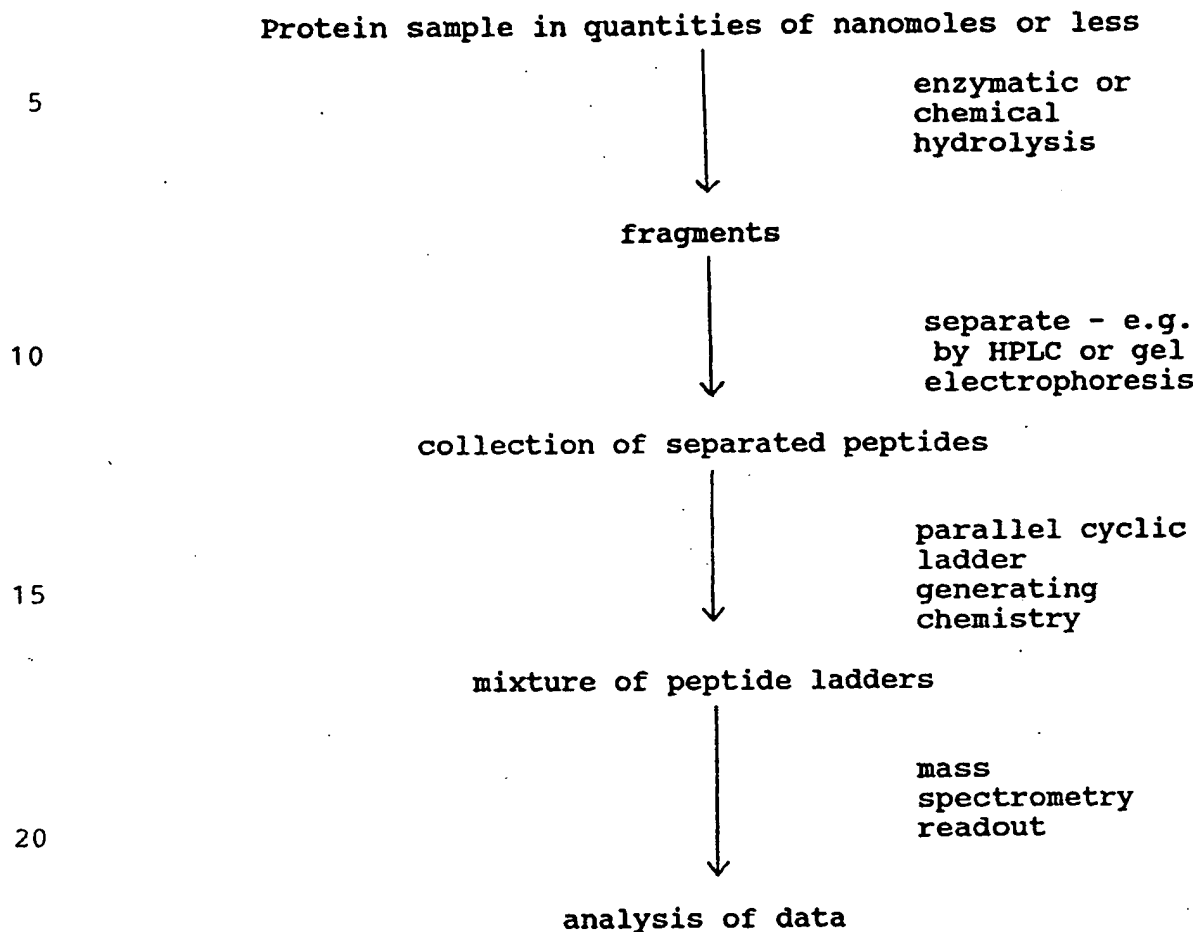 Protein sample in quantities of nanomoles or less
5
enzymatic or
chemical
hydrolysis
fragments
separate - e.g.
10
by HPLC or gel
electrophoresis
collection of separated peptides
parallel cyclic
ladder
15
generating
chemistry
mixture of peptide ladders
mass
spectrometry
20
readout
analysis of data